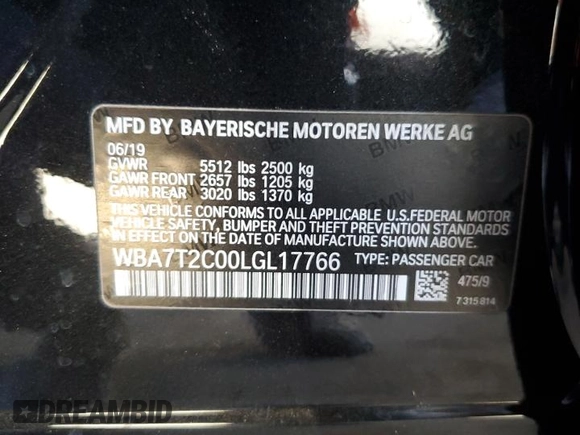 MFD BY BAYERISCHE MOTOREN WERKE AG
06/19
GVWR 5512 lbs 2500 kg
GAWR FRONT 2657 lbs 1205 kg
GAWR REAR 3020 lbs 1370 kg
THIS VEHICLE CONFORMS TO ALL APPLICABLE U.S.FEDERAL MOTOR
VEHICLE SAFETY, BUMPER AND THEFT PREVENTION STANDARDS
IN EFFECT ON THE DATE OF MANUFACTURE SHOWN ABOVE.
WBA7T2C00LGL17766 TYPE: PASSENGER CAR
475/9
7315814
DREAMBID